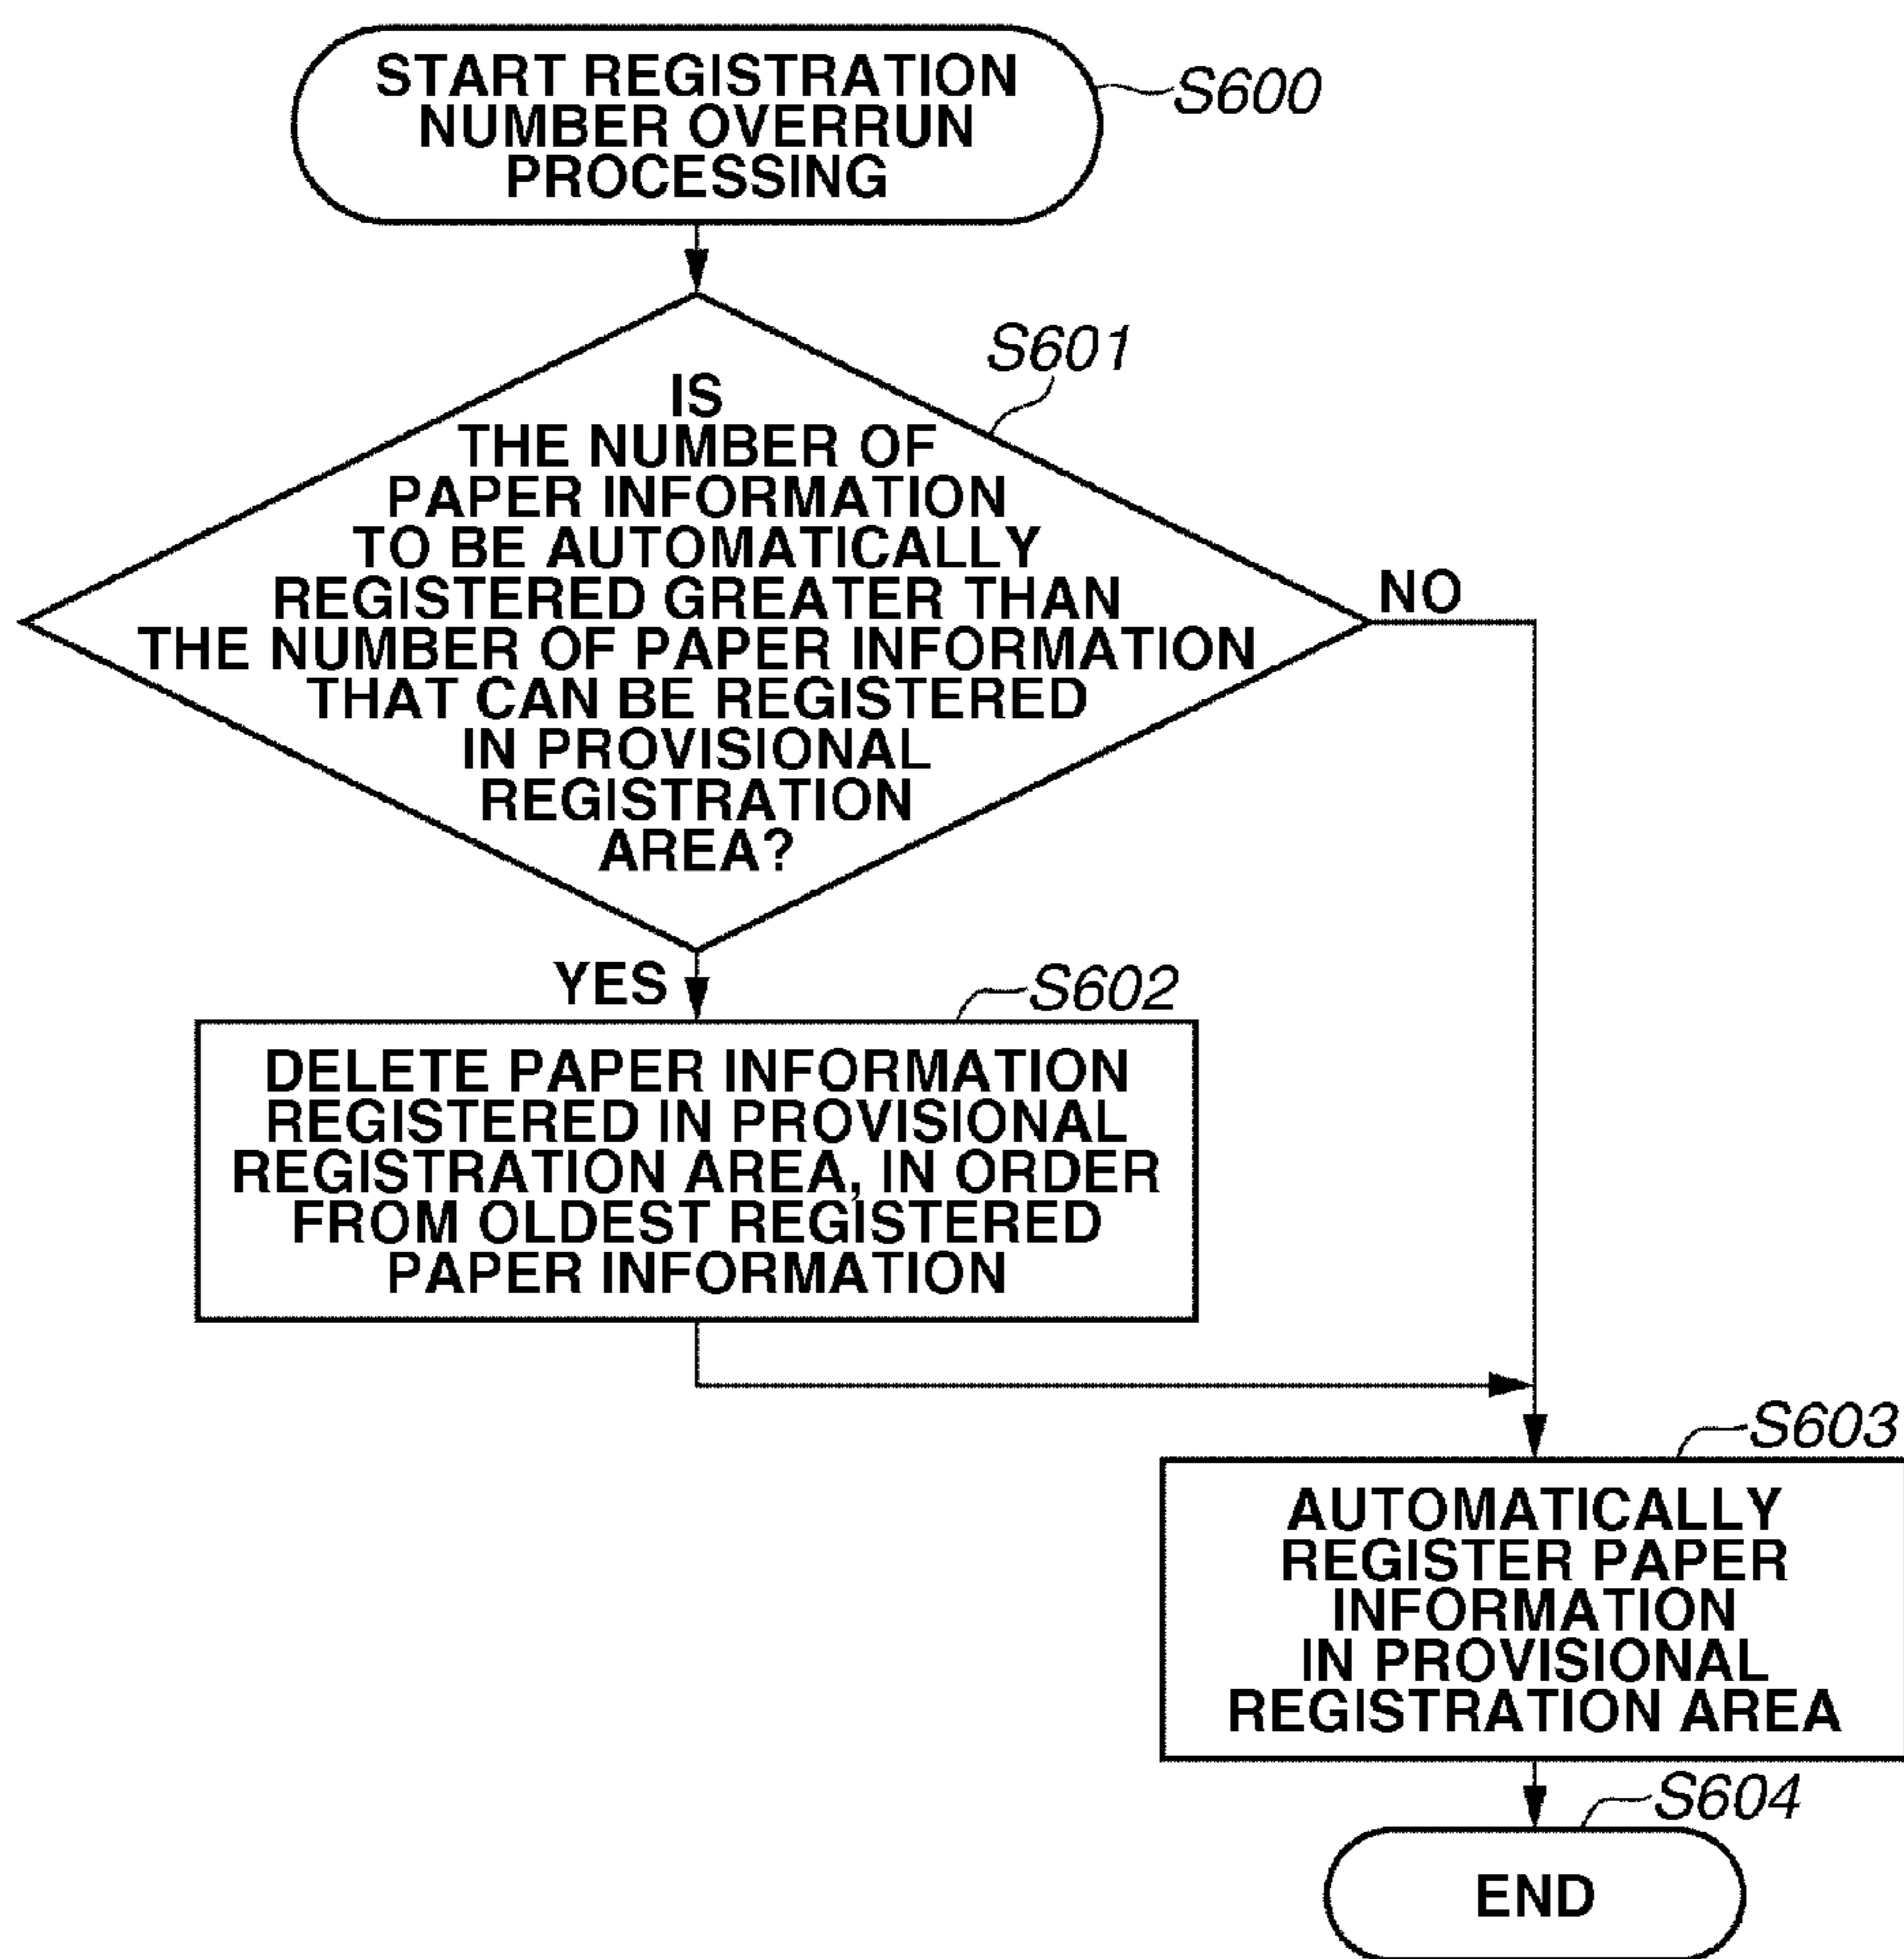 START REGISTRATION
NUMBER OVERRUN
PROCESSING
S600
S601
IS
THE NUMBER OF
PAPER INFORMATION
TO BE AUTOMATICALLY
REGISTERED GREATER THAN
THE NUMBER OF PAPER INFORMATION
THAT CAN BE REGISTERED
IN PROVISIONAL
REGISTRATION
AREA?
NO
YES
S602
DELETE PAPER INFORMATION
REGISTERED IN PROVISIONAL
REGISTRATION AREA, IN ORDER
FROM OLDEST REGISTERED
PAPER INFORMATION
S603
AUTOMATICALLY
REGISTER PAPER
INFORMATION
IN PROVISIONAL
REGISTRATION AREA
S604
END